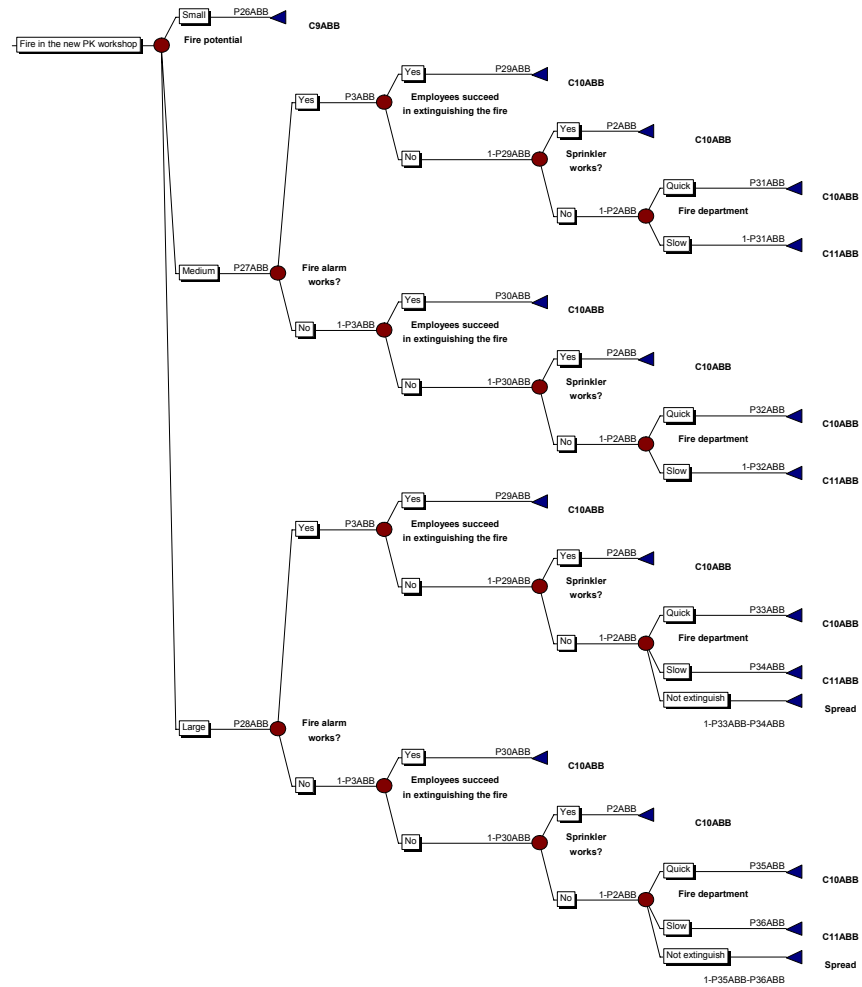 Small
P26ABB
C9ABB
Fire in the new PK workshop
Fire potential
Yes
P29ABB
C10ABB
Yes
P3ABB
Employees succeed
in extinguishing the fire
Yes
P2ABB
C10ABB
No
1-P29ABB
Sprinkler
works?
Quick
P31ABB
C10ABB
No
1-P2ABB
Fire department
Slow
1-P31ABB
C11ABB
Medium
P27ABB
Fire alarm
works?
Yes
P30ABB
C10ABB
No
1-P3ABB
Employees succeed
in extinguishing the fire
Yes
P2ABB
C10ABB
No
1-P30ABB
Sprinkler
works?
Quick
P32ABB
C10ABB
No
1-P2ABB
Fire department
Slow
1-P32ABB
C11ABB
Yes
P29ABB
C10ABB
Yes
P3ABB
Employees succeed
in extinguishing the fire
Yes
P2ABB
C10ABB
No
1-P29ABB
Sprinkler
works?
Quick
P33ABB
C10ABB
No
1-P2ABB
Fire department
Slow
P34ABB
C11ABB
Not extinguish
Spread
1-P33ABB-P34ABB
Large
P28ABB
Fire alarm
works?
Yes
P30ABB
C10ABB
No
1-P3ABB
Employees succeed
in extinguishing the fire
Yes
P2ABB
C10ABB
No
1-P30ABB
Sprinkler
works?
Quick
P35ABB
C10ABB
No
1-P2ABB
Fire department
Slow
P36ABB
C11ABB
Not extinguish
Spread
1-P35ABB-P36ABB